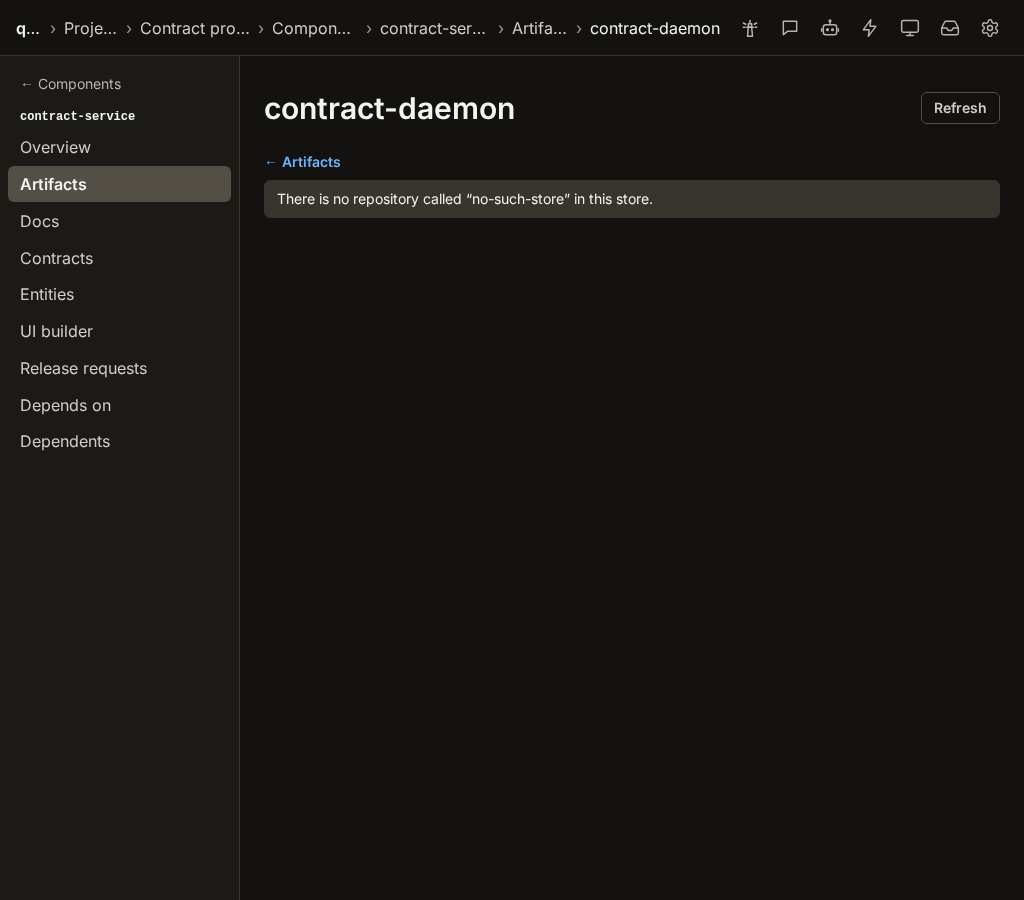 q... › Proje... › Contract pro... › Compon... › contract-ser... › Artifa... › contract-daemon
← Components
contract-service
Overview
Artifacts
Docs
Contracts
Entities
UI builder
Release requests
Depends on
Dependents
contract-daemon
Refresh
← Artifacts
There is no repository called “no-such-store” in this store.